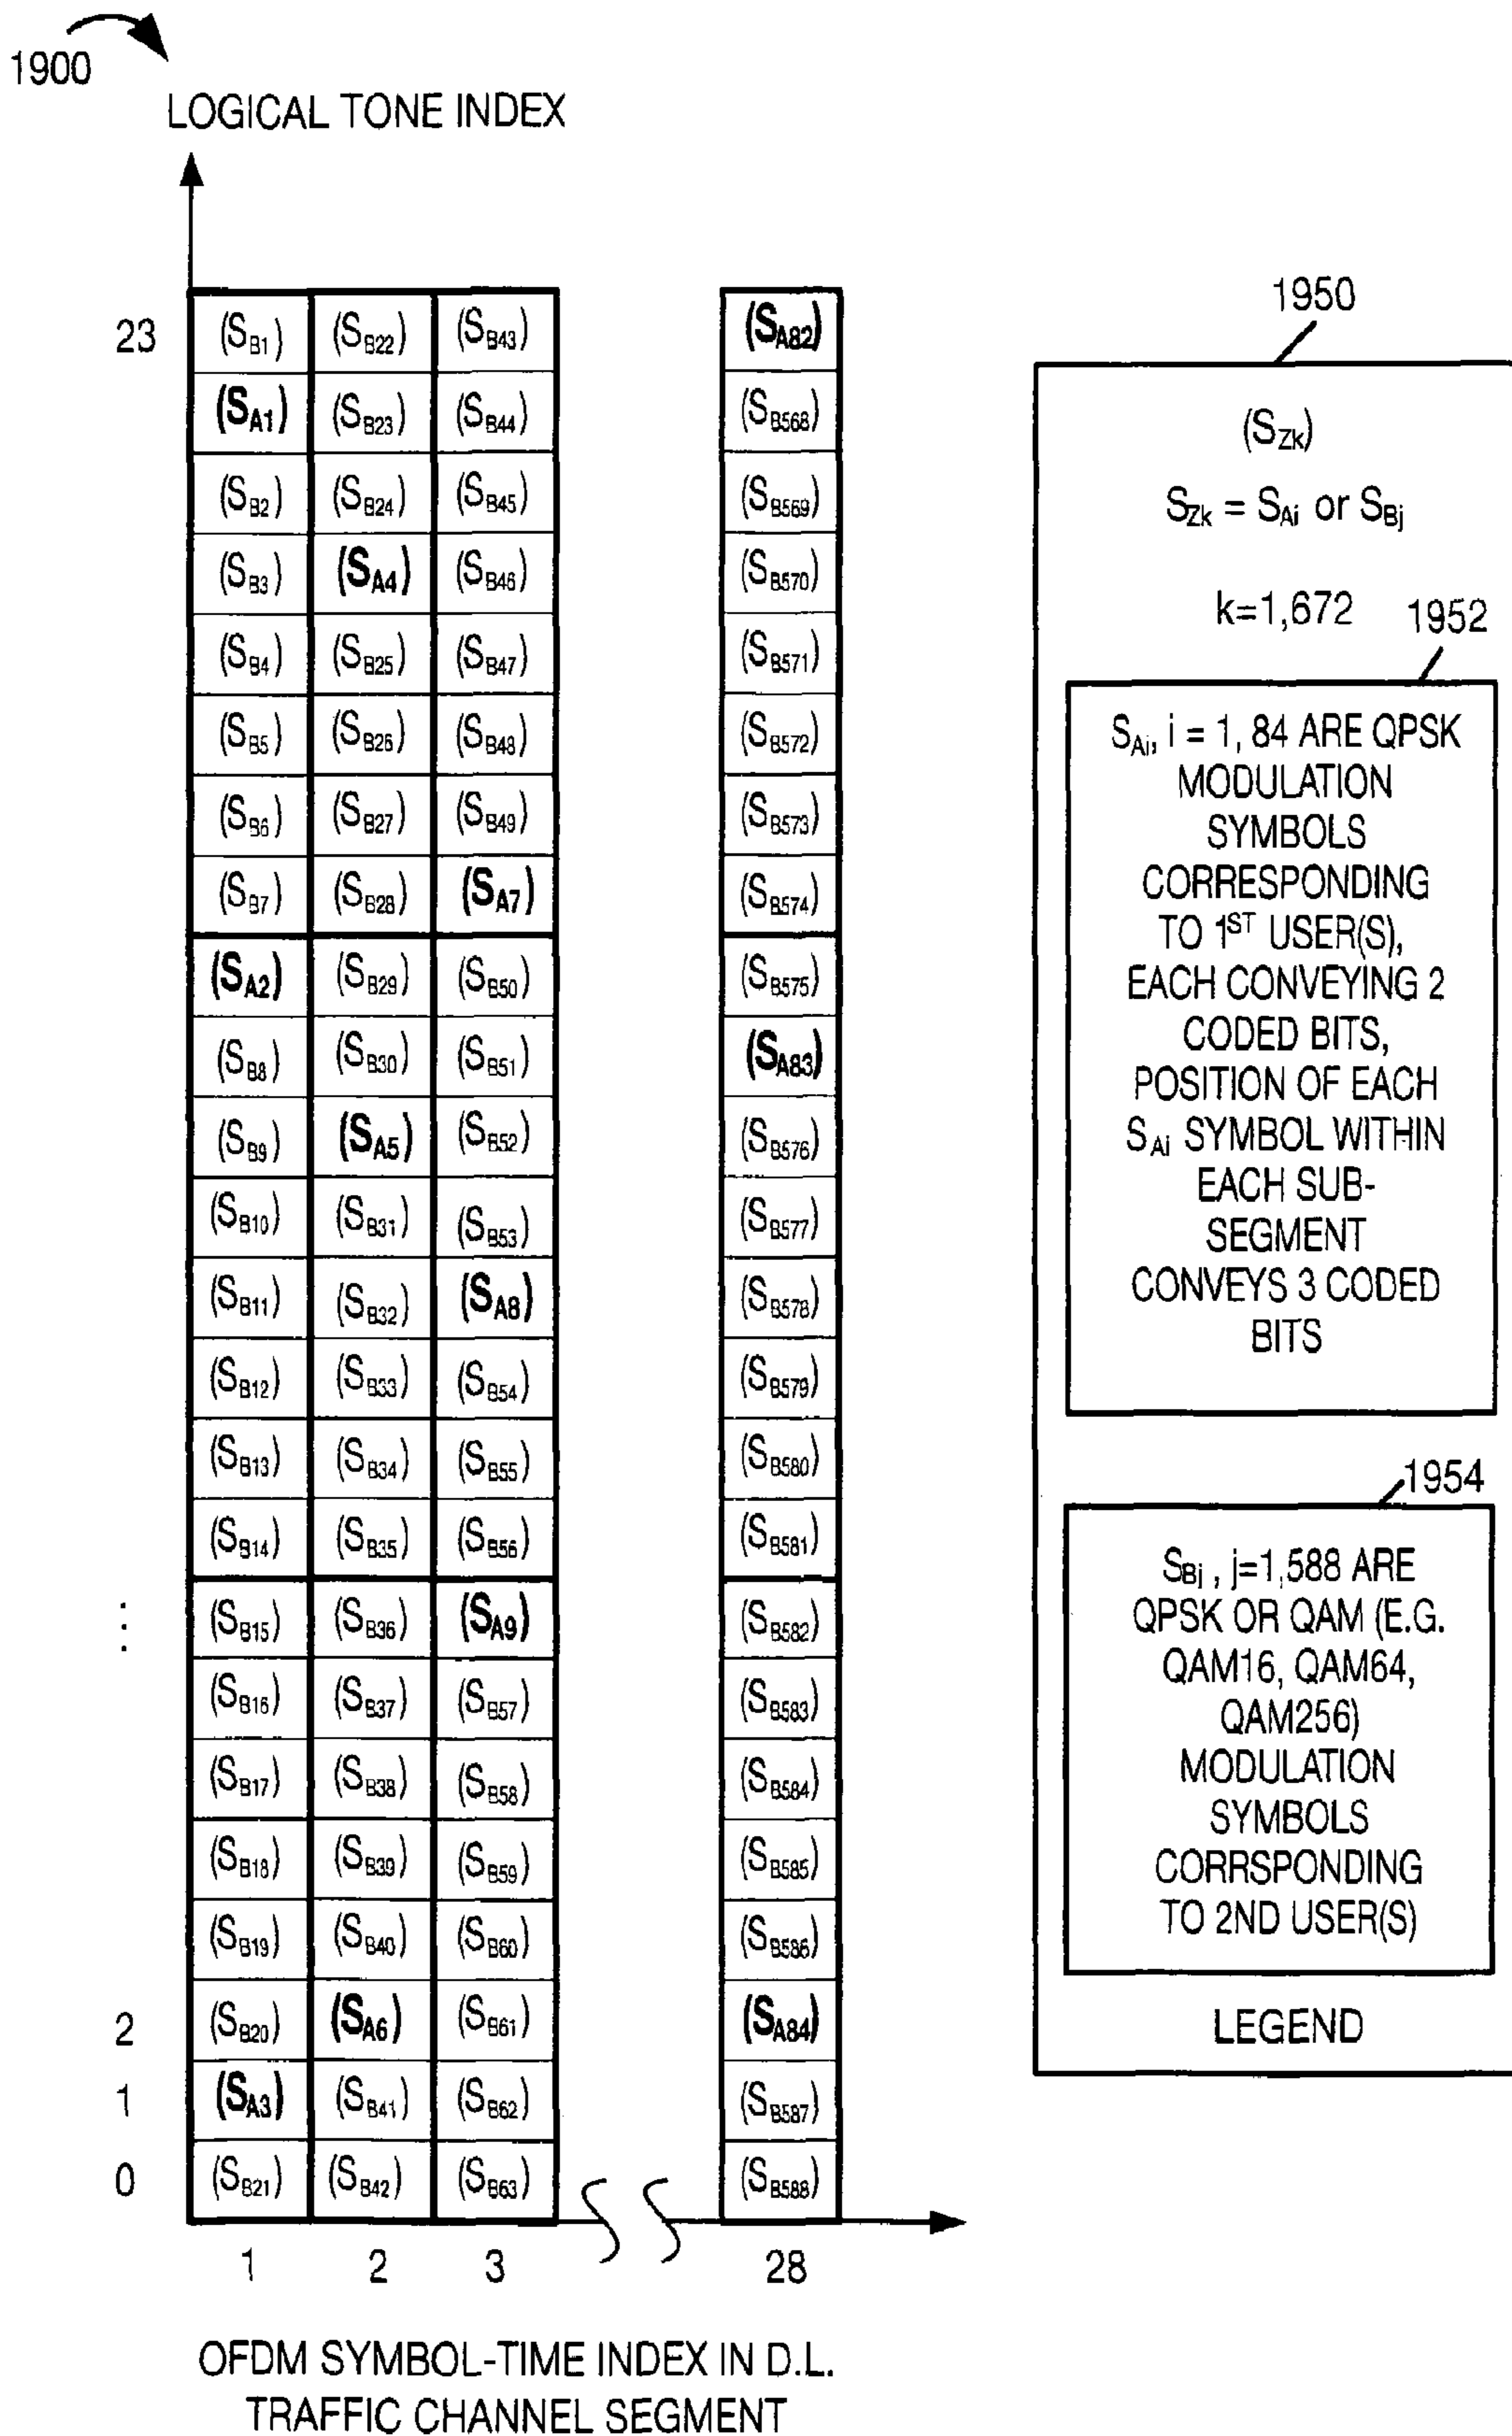 1900
LOGICAL TONE INDEX
23 (SB1) (SB22) (SB43) (SA82)
(SA1) (SB23) (SB44) (SB568)
(SB2) (SB24) (SB45) (SB569)
(SB3) (SA4) (SB46) (SB570)
(SB4) (SB25) (SB47) (SB571)
(SB5) (SB26) (SB48) (SB572)
(SB6) (SB27) (SB49) (SB573)
(SB7) (SB28) (SA7) (SB574)
(SA2) (SB29) (SB50) (SB575)
(SB8) (SB30) (SB51) (SA83)
(SB9) (SA5) (SB52) (SB576)
(SB10) (SB31) (SB53) (SB577)
(SB11) (SB32) (SA8) (SB578)
(SB12) (SB33) (SB54) (SB579)
(SB13) (SB34) (SB55) (SB580)
(SB14) (SB35) (SB56) (SB581)
⋮ (SB15) (SB36) (SA9) (SB582)
(SB16) (SB37) (SB57) (SB583)
(SB17) (SB38) (SB58) (SB584)
(SB18) (SB39) (SB59) (SB585)
(SB19) (SB40) (SB60) (SB586)
2 (SB20) (SA6) (SB61) (SA84)
1 (SA3) (SB41) (SB62) (SB587)
0 (SB21) (SB42) (SB63) (SB588)
1 2 3 28
OFDM SYMBOL-TIME INDEX IN D.L.
TRAFFIC CHANNEL SEGMENT
1950
(SZk)
SZk = SAi or SBj
k=1,672
1952
SAi, i = 1, 84 ARE QPSK
MODULATION
SYMBOLS
CORRESPONDING
TO 1ST USER(S),
EACH CONVEYING 2
CODED BITS,
POSITION OF EACH
SAi SYMBOL WITHIN
EACH SUB-
SEGMENT
CONVEYS 3 CODED
BITS
1954
SBj , j=1,588 ARE
QPSK OR QAM (E.G.
QAM16, QAM64,
QAM256)
MODULATION
SYMBOLS
CORRSPONDING
TO 2ND USER(S)
LEGEND